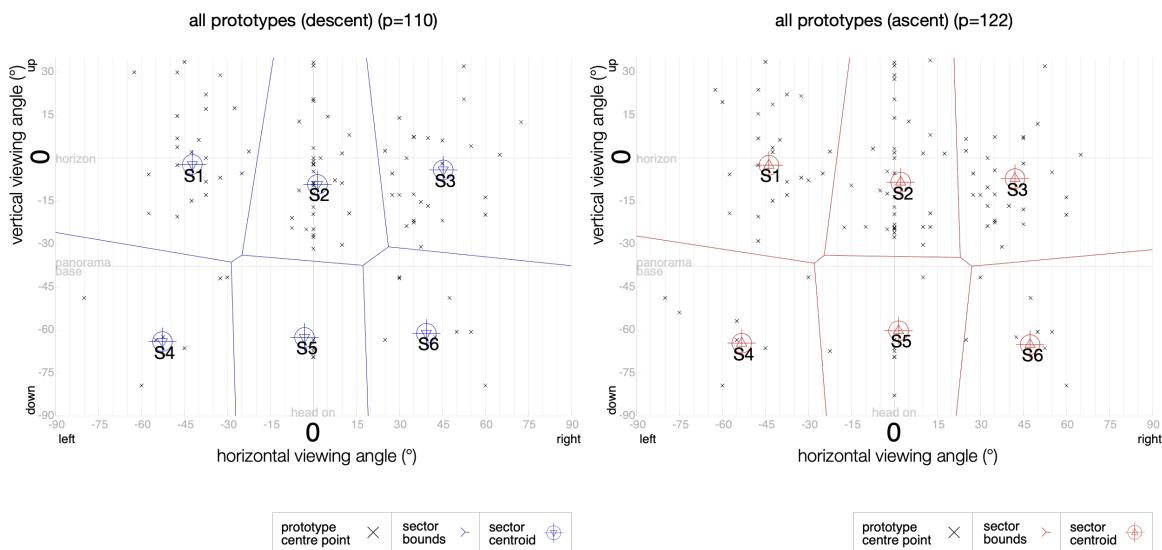 all prototypes (descent) (p=110)
vertical viewing angle (°)
up
down
0
30
15
-15
-30
-45
-60
-75
-90
horizon
panorama
base
head on
S1
S2
S3
S4
S5
S6
-90 -75 -60 -45 -30 -15 0 15 30 45 60 75 90
left
right
horizontal viewing angle (°)
prototype
centre point
sector
bounds
sector
centroid
all prototypes (ascent) (p=122)
vertical viewing angle (°)
up
down
0
30
15
-15
-30
-45
-60
-75
-90
horizon
panorama
base
head on
S1
S2
S3
S4
S5
S6
-90 -75 -60 -45 -30 -15 0 15 30 45 60 75 90
left
right
horizontal viewing angle (°)
prototype
centre point
sector
bounds
sector
centroid